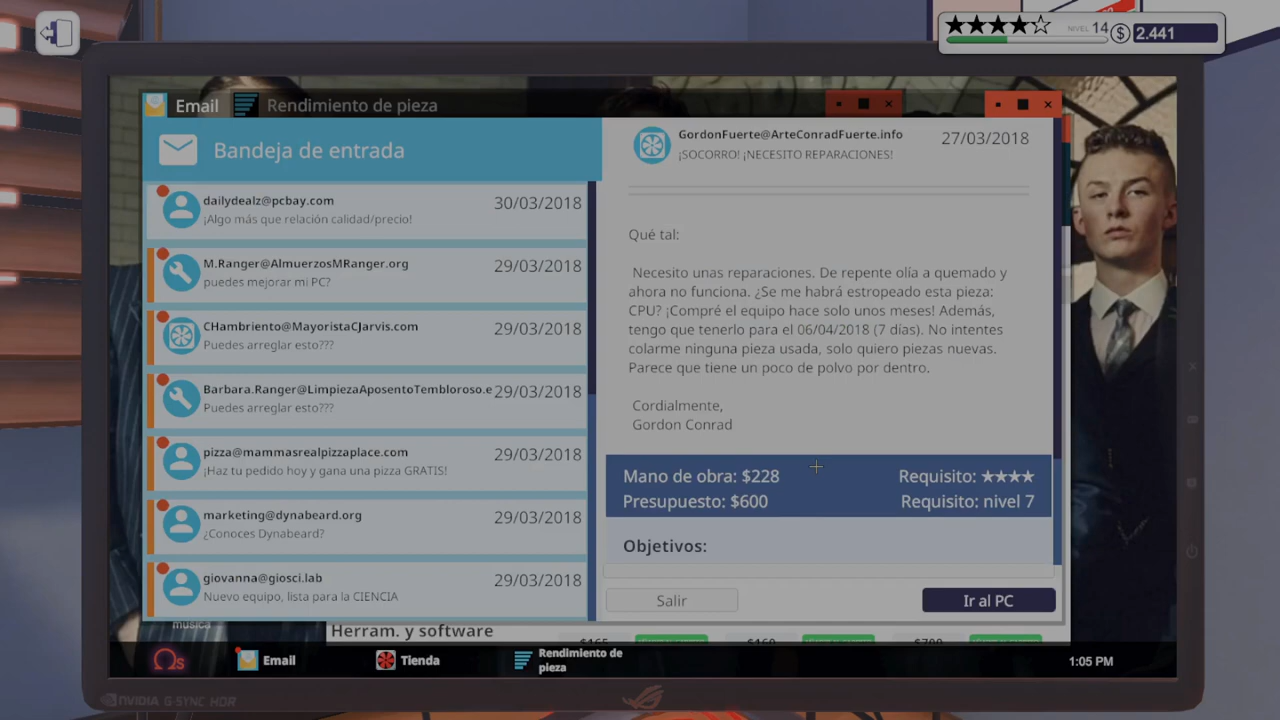 NIVEL 14
$ 2.441
Email
Rendimiento de pieza
Bandeja de entrada
dailydealz@pcbay.com
30/03/2018
¡Algo más que relación calidad/precio!
M.Ranger@AlmuerzosMRanger.org
29/03/2018
puedes mejorar mi PC?
CHambriento@MayoristaCJarvis.com
29/03/2018
Puedes arreglar esto???
Barbara.Ranger@LimpiezaAposentoTembloroso.e
29/03/2018
Puedes arreglar esto???
pizza@mammasrealpizzaplace.com
29/03/2018
¡Haz tu pedido hoy y gana una pizza GRATIS!
marketing@dynabeard.org
29/03/2018
¿Conoces Dynabeard?
giovanna@giosci.lab
29/03/2018
Nuevo equipo, lista para la CIENCIA
GordonFuerte@ArteConradFuerte.info
27/03/2018
¡SOCORRO! ¡NECESITO REPARACIONES!
Qué tal:
Necesito unas reparaciones. De repente olía a quemado y
ahora no funciona. ¿Se me habrá estropeado esta pieza:
CPU? ¡Compré el equipo hace solo unos meses! Además,
tengo que tenerlo para el 06/04/2018 (7 días). No intentes
colarme ninguna pieza usada, solo quiero piezas nuevas.
Parece que tiene un poco de polvo por dentro.
Cordialmente,
Gordon Conrad
Mano de obra: $228
Requisito: ★★★★
Presupuesto: $600
Requisito: nivel 7
Objetivos:
Salir
Ir al PC
música
Herram. y software
Email
Tienda
Rendimiento de
pieza
1:05 PM
NVIDIA G-SYNC HDR